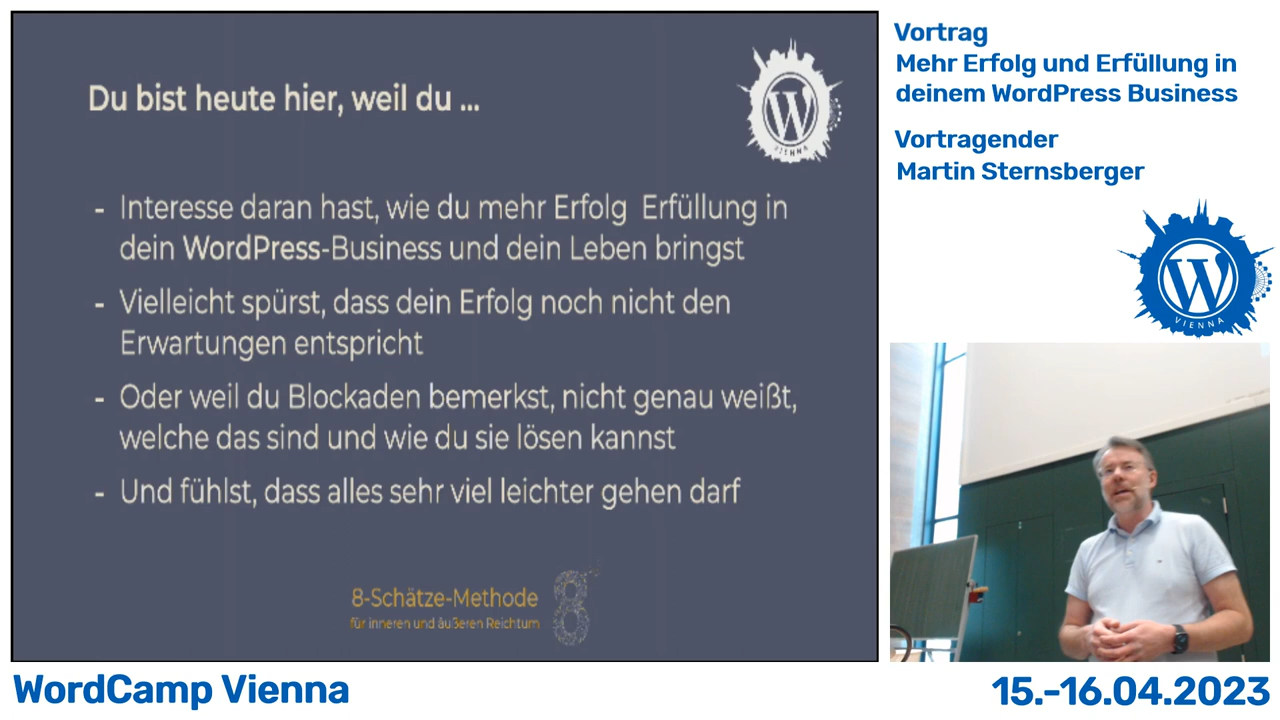 Du bist heute hier, weil du ...
- Interesse daran hast, wie du mehr Erfolg Erfüllung in
dein WordPress-Business und dein Leben bringst
- Vielleicht spürst, dass dein Erfolg noch nicht den
Erwartungen entspricht
- Oder weil du Blockaden bemerkst, nicht genau weißt,
welche das sind und wie du sie lösen kannst
- Und fühlst, dass alles sehr viel leichter gehen darf
8-Schätze-Methode
für inneren und äußeren Reichtum
8
W
VIENNA
Vortrag
Mehr Erfolg und Erfüllung in
deinem WordPress Business
Vortragender
Martin Sternsberger
W
VIENNA
WordCamp Vienna
15.-16.04.2023